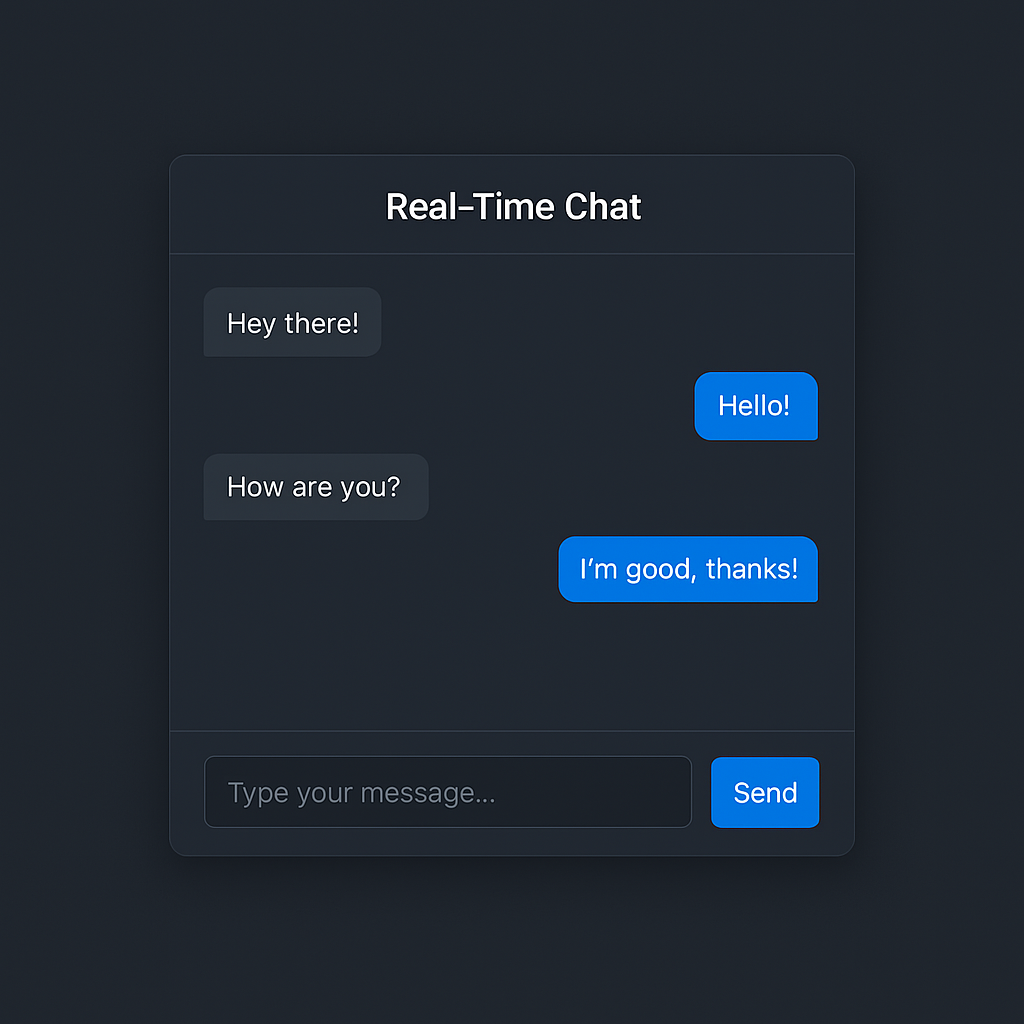 Real-Time Chat
Hey there!
Hello!
How are you?
I'm good, thanks!
Type your message...
Send